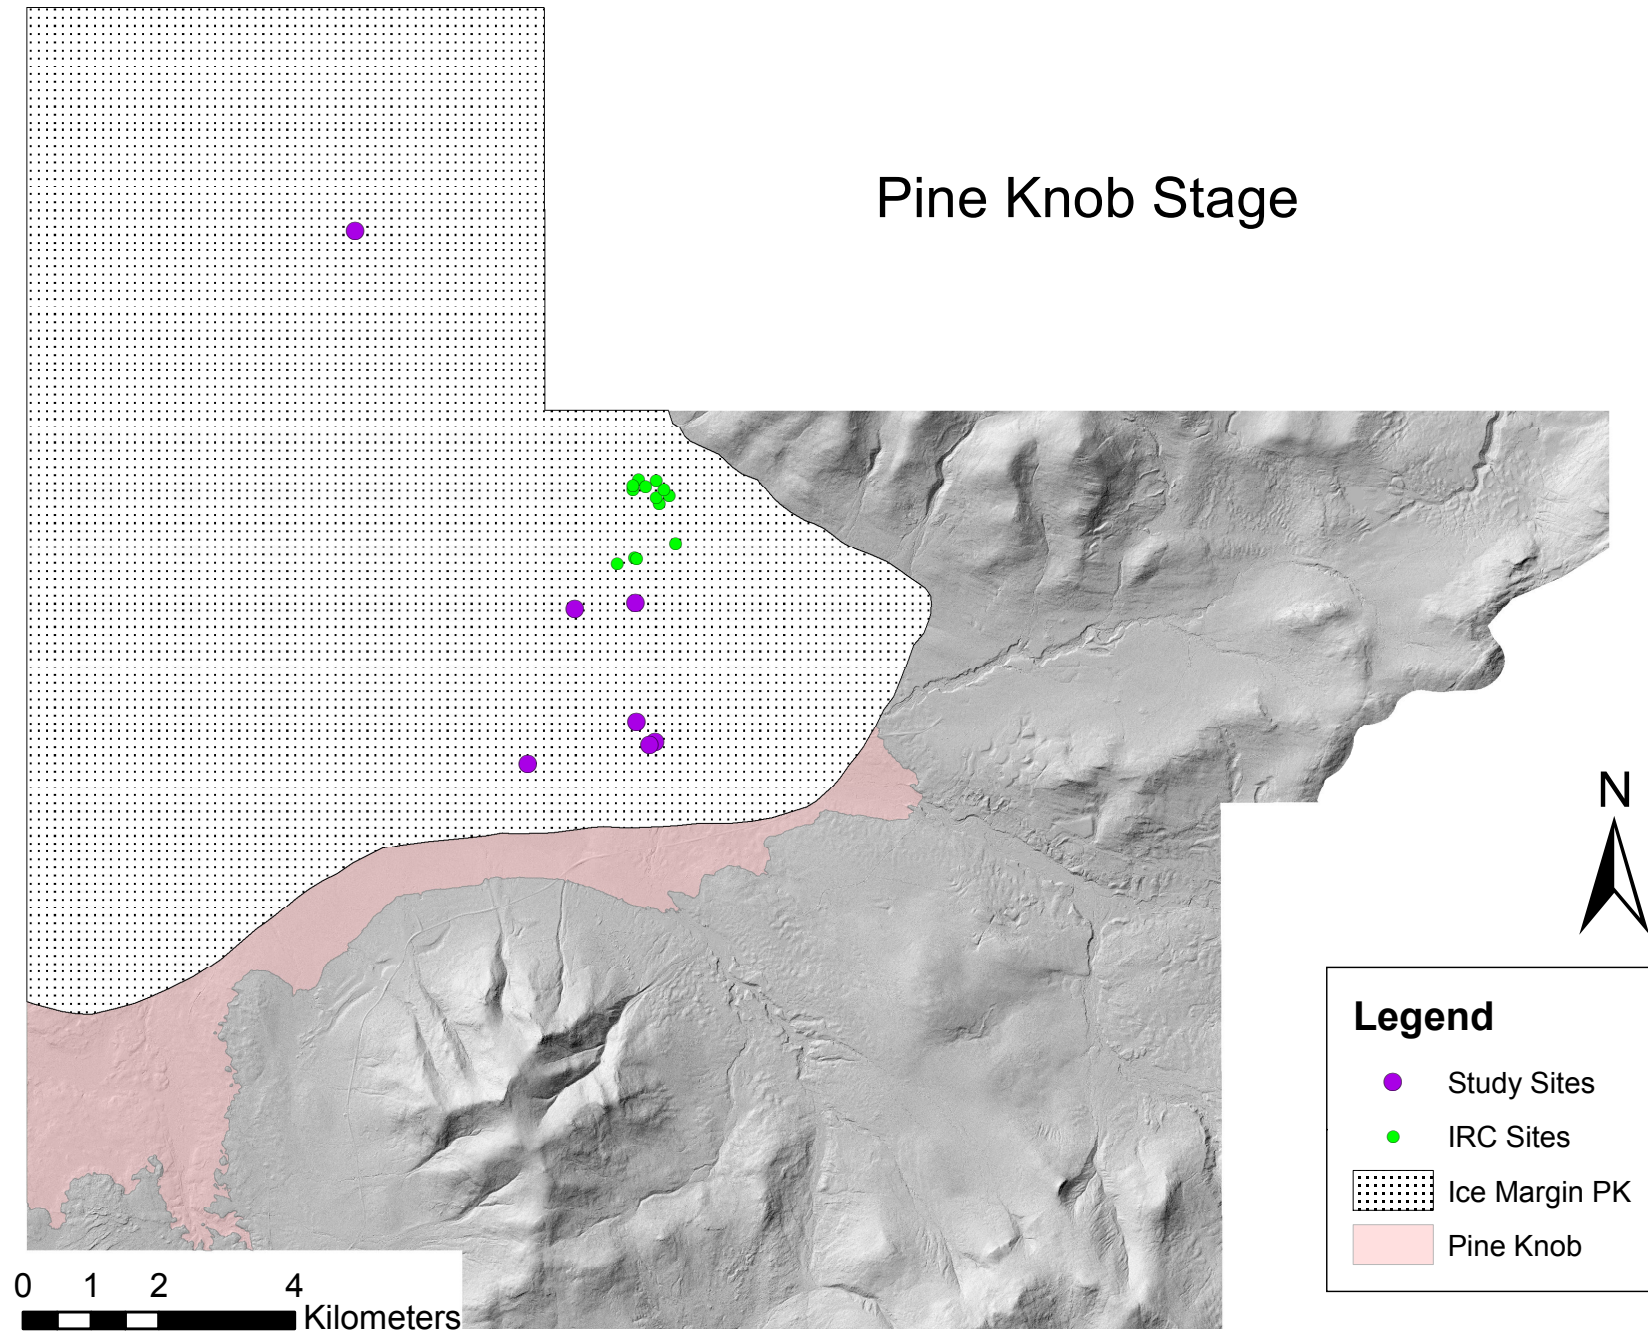 Pine Knob Stage
N
Legend
Study Sites
IRC Sites
Ice Margin PK
Pine Knob
0 1 2 4
Kilometers